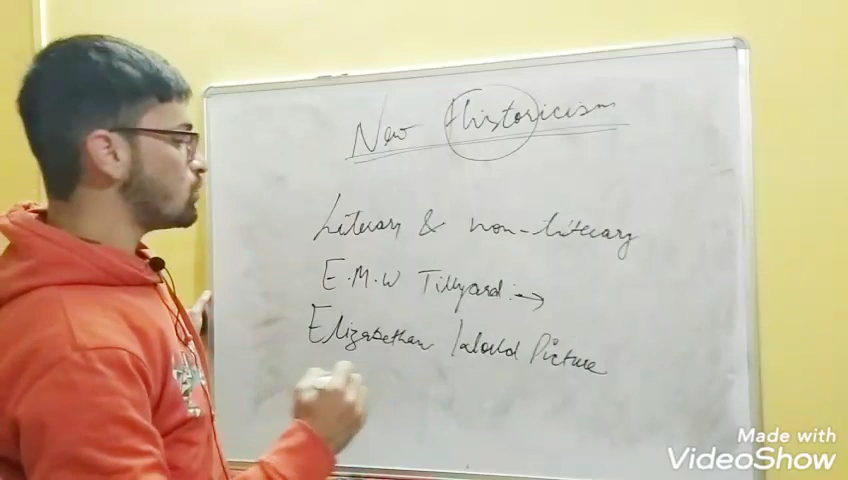 New Historicism
Literary & non-literary
E.M.W Tillyard :→
Elizabethan World Picture
Made with
VideoShow